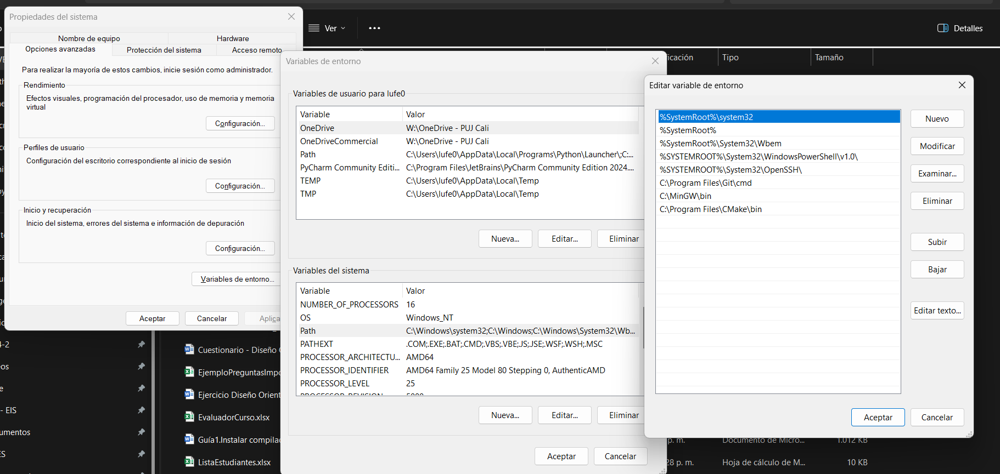 Propiedades del sistema
Nombre de equipo
Hardware
Opciones avanzadas
Protección del sistema
Acceso remoto
Para realizar la mayoría de estos cambios, inicie sesión como administrador.
Rendimiento
Efectos visuales, programación del procesador, uso de memoria y memoria
virtual
Configuración...
Perfiles de usuario
Configuración del escritorio correspondiente al inicio de sesión
Configuración...
Inicio y recuperación
Inicio del sistema, errores del sistema e información de depuración
Configuración...
Variables de entorno...
Aceptar
Cancelar
Aplica
Ver
Detalles
Tipo
Tamaño
Variables de entorno
Variables de usuario para lufe0
Variable Valor
OneDrive W:\OneDrive - PUJ Cali
OneDriveCommercial W:\OneDrive - PUJ Cali
Path C:\Users\lufe0\AppData\Local\Programs\Python\Launcher\;C:...
PyCharm Community Editi... C:\Program Files\JetBrains\PyCharm Community Edition 2024....
TEMP C:\Users\lufe0\AppData\Local\Temp
TMP C:\Users\lufe0\AppData\Local\Temp
Nueva...
Editar...
Eliminar
Variables del sistema
Variable Valor
NUMBER_OF_PROCESSORS 16
OS Windows_NT
Path C:\Windows\system32;C:\Windows;C:\Windows\System32\Wb...
PATHEXT .COM;.EXE;.BAT;.CMD;.VBS;.VBE;.JS;.JSE;.WSF;.WSH;.MSC
PROCESSOR_ARCHITECTU... AMD64
PROCESSOR_IDENTIFIER AMD64 Family 25 Model 80 Stepping 0, AuthenticAMD
PROCESSOR_LEVEL 25
PROCESSOR_REVISION 5000
Nueva...
Editar...
Eliminar
Aceptar
Cancelar
Editar variable de entorno
%SystemRoot%\system32
%SystemRoot%
%SystemRoot%\System32\Wbem
%SYSTEMROOT%\System32\WindowsPowerShell\v1.0\
%SYSTEMROOT%\System32\OpenSSH\
C:\Program Files\Git\cmd
C:\MinGW\bin
C:\Program Files\CMake\bin
Nuevo
Modificar
Examinar...
Eliminar
Subir
Bajar
Editar texto...
Aceptar
Cancelar
4-2
- EIS
Cuestionario - Diseño
EjemploPreguntasImpo
Ejercicio Diseño Orient
EvaluadorCurso.xlsx
Guía1.Instalar compilac
ListaEstudiantes.xlsx
p. m. Documento de Micro... 1.012 KB
28 p. m. Hoja de cálculo de M... 10 KB